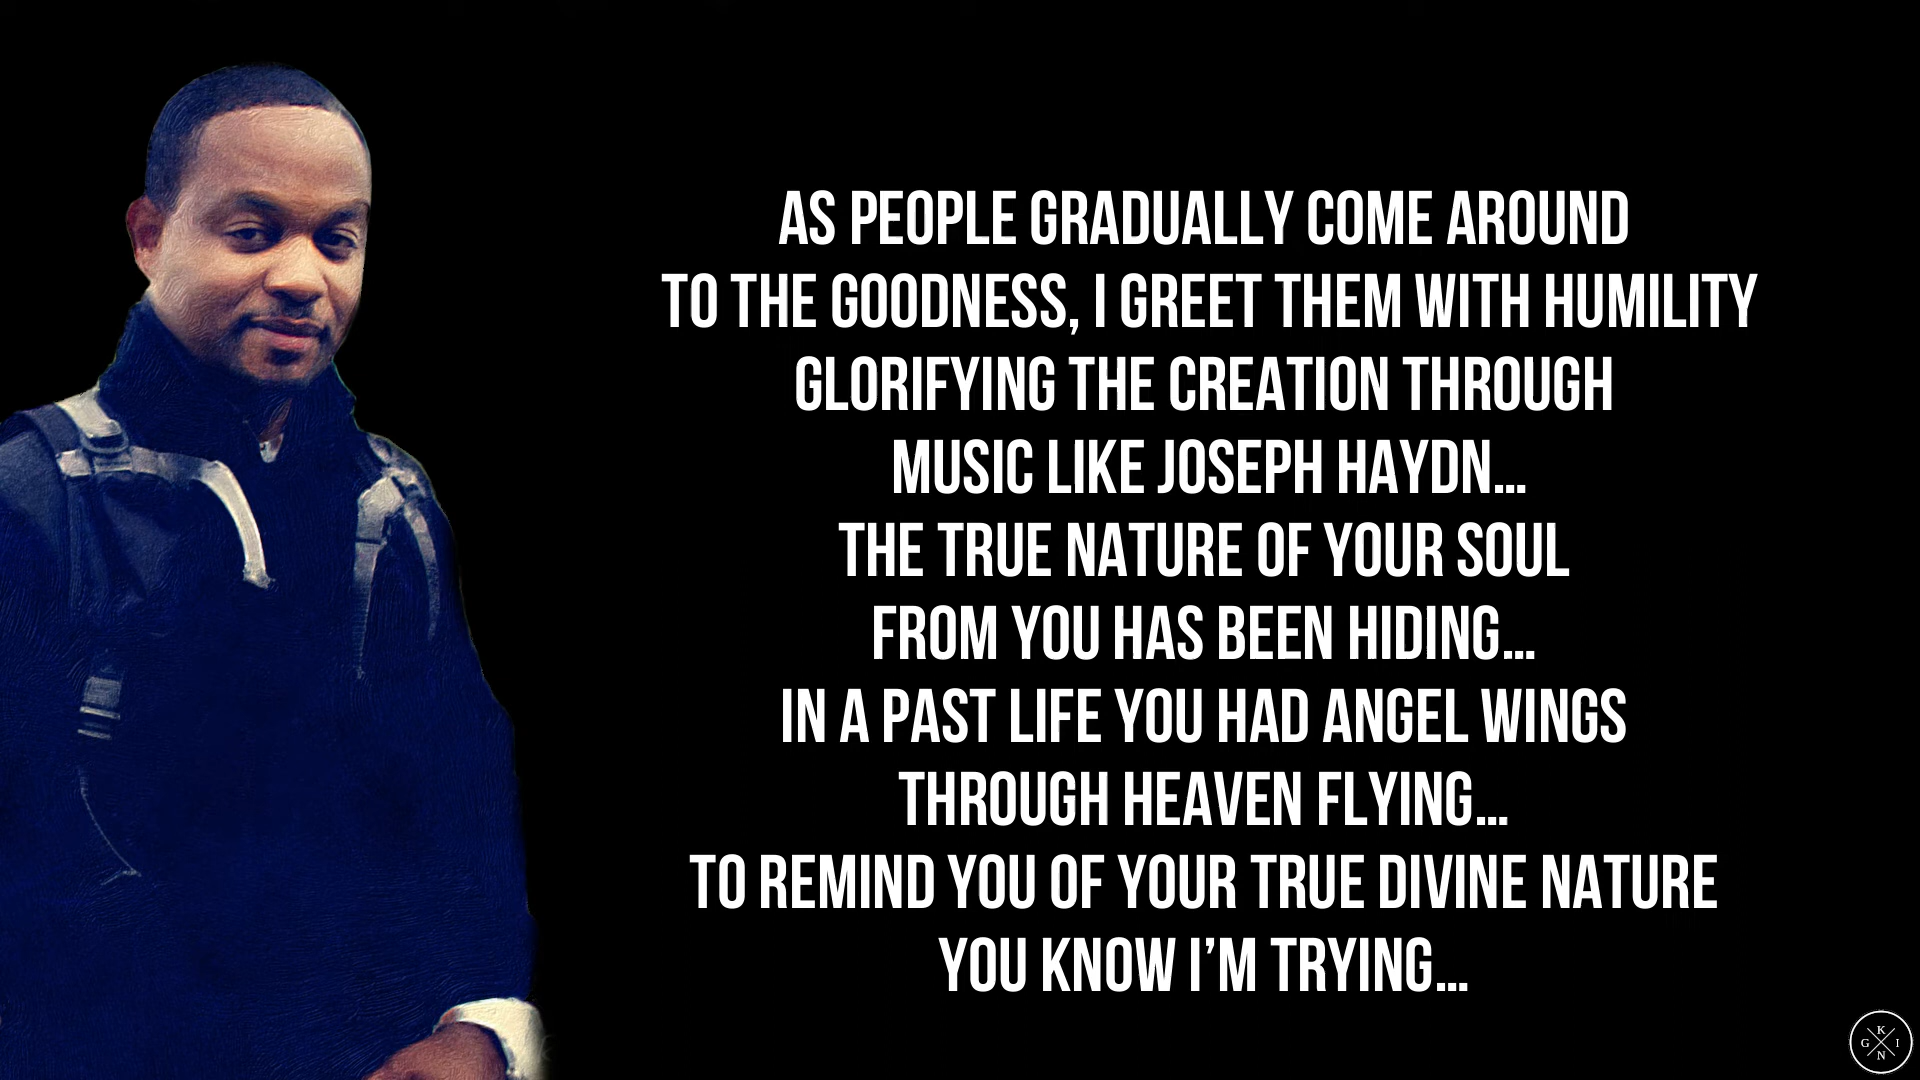 AS PEOPLE GRADUALLY COME AROUND
TO THE GOODNESS, I GREET THEM WITH HUMILITY
GLORIFYING THE CREATION THROUGH
MUSIC LIKE JOSEPH HAYDN...
THE TRUE NATURE OF YOUR SOUL
FROM YOU HAS BEEN HIDING...
IN A PAST LIFE YOU HAD ANGEL WINGS
THROUGH HEAVEN FLYING...
TO REMIND YOU OF YOUR TRUE DIVINE NATURE
YOU KNOW I’M TRYING...
K
G I
N